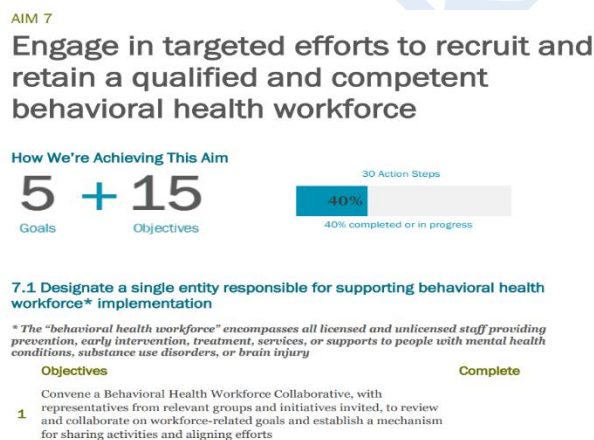 AIM 7
Engage in targeted efforts to recruit and
retain a qualified and competent
behavioral health workforce
How We're Achieving This Aim
5 + 15
Goals Objectives
30 Action Steps
40%
40% completed or in progress
7.1 Designate a single entity responsible for supporting behavioral health
workforce* implementation
* The "behavioral health workforce" encompasses all licensed and unlicensed staff providing
prevention, early intervention, treatment, services, or supports to people with mental health
conditions, substance use disorders, or brain injury
Objectives Complete
1 Convene a Behavioral Health Workforce Collaborative, with
representatives from relevant groups and initiatives invited, to review
and collaborate on workforce-related goals and establish a mechanism
for sharing activities and aligning efforts